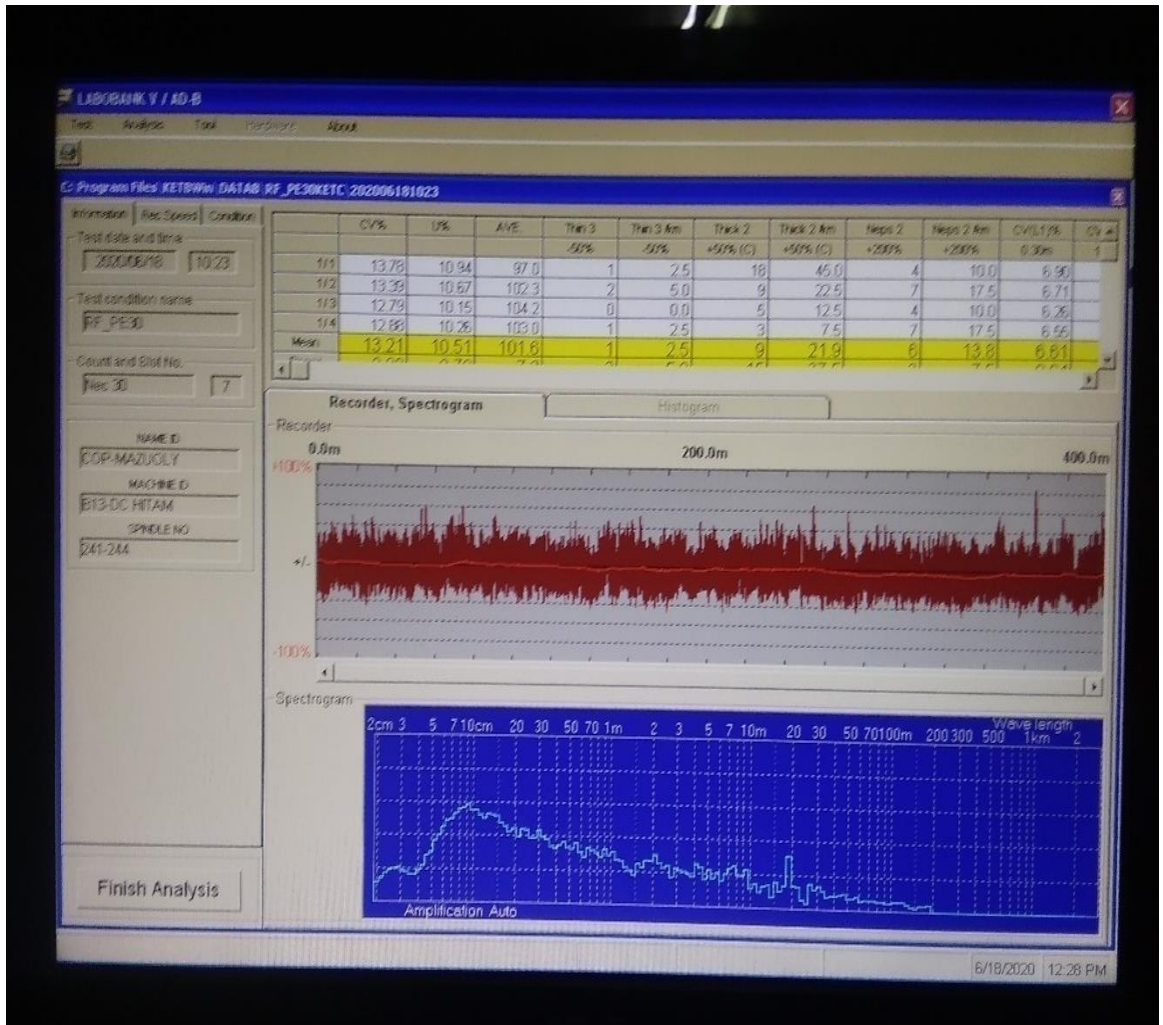 LABOBANK V / AD-B
Test Analysis Tool Hardware About
C: Program Files KETBWin DATAB RF_PE30KETC 202006181023
Information Rec Speed Condition
Test date and time
2020/06/18 10:23
Test condition name
RF_PE30
Count and Slot No.
Nec 30 7
NAME ID
COP-MAZUOLY
MACHINE ID
B13-DC HITAM
SPINDLE NO
241-244
Finish Analysis
CV% U% AVE. Thin 3 Thin 3 /km Thick 2 Thick 2 /km Neps 2 Neps 2 /km CV(L1)%
-50% -50% +50% (C) +50% (C) +200% +200% 0.30m 1
1/1 13.78 10.94 97.0 1 2.5 18 45.0 4 10.0 6.90
1/2 13.39 10.67 102.3 2 5.0 9 22.5 7 17.5 6.71
1/3 12.79 10.15 104.2 0 0.0 5 12.5 4 10.0 6.26
1/4 12.88 10.26 103.0 1 2.5 3 7.5 7 17.5 6.55
Mean 13.21 10.51 101.6 1 2.5 9 21.9 6 13.8 6.61
Recorder, Spectrogram Histogram
Recorder
0.0m 200.0m 400.0m
+100%
+/-
-100%
Spectrogram
Wave length
2cm 3 5 7 10cm 20 30 50 70 1m 2 3 5 7 10m 20 30 50 70100m 200 300 500 1km 2
Amplification Auto
6/18/2020 12:28 PM